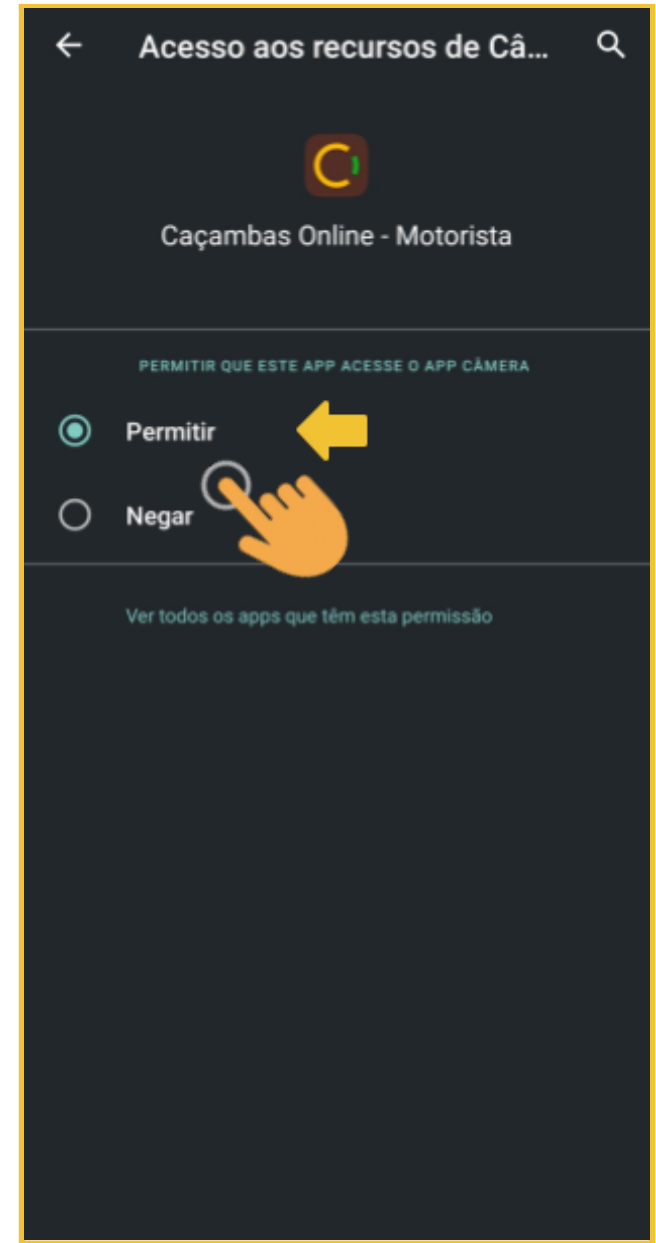 Acesso aos recursos de Câ...
Caçambas Online - Motorista
PERMITIR QUE ESTE APP ACESSE O APP CÂMERA
Permitir
Negar
Ver todos os apps que têm esta permissão